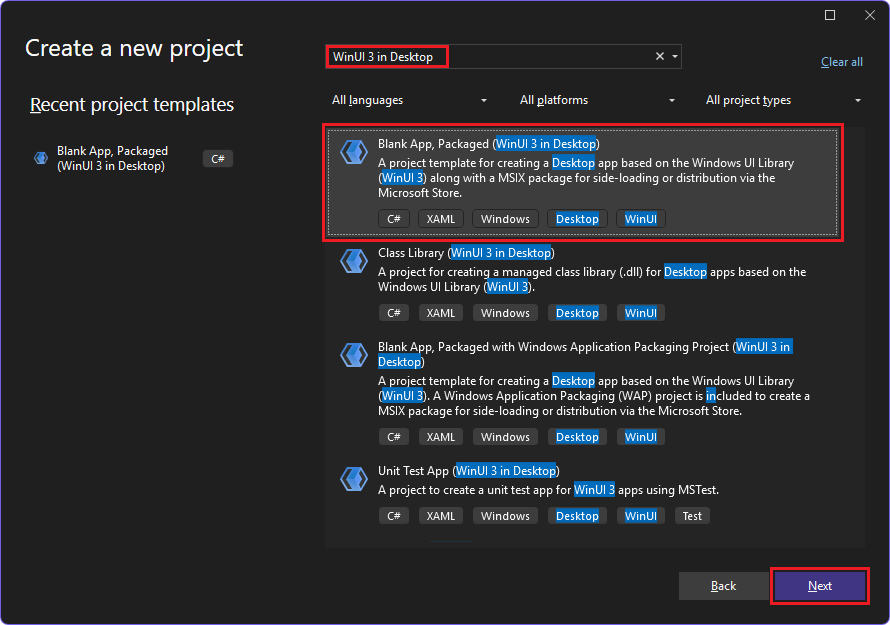 Create a new project
WinUI 3 in Desktop
Clear all
Recent project templates
All languages
All platforms
All project types
Blank App, Packaged
(WinUI 3 in Desktop)
C#
Blank App, Packaged (WinUI 3 in Desktop)
A project template for creating a Desktop app based on the Windows UI Library
(WinUI 3) along with a MSIX package for side-loading or distribution via the
Microsoft Store.
C# XAML Windows Desktop WinUI
Class Library (WinUI 3 in Desktop)
A project for creating a managed class library (.dll) for Desktop apps based on the
Windows UI Library (WinUI 3).
C# XAML Windows Desktop WinUI
Blank App, Packaged with Windows Application Packaging Project (WinUI 3 in
Desktop)
A project template for creating a Desktop app based on the Windows UI Library
(WinUI 3). A Windows Application Packaging (WAP) project is included to create a
MSIX package for side-loading or distribution via the Microsoft Store.
C# XAML Windows Desktop WinUI
Unit Test App (WinUI 3 in Desktop)
A project to create a unit test app for WinUI 3 apps using MSTest.
C# XAML Windows Desktop WinUI Test
Back
Next